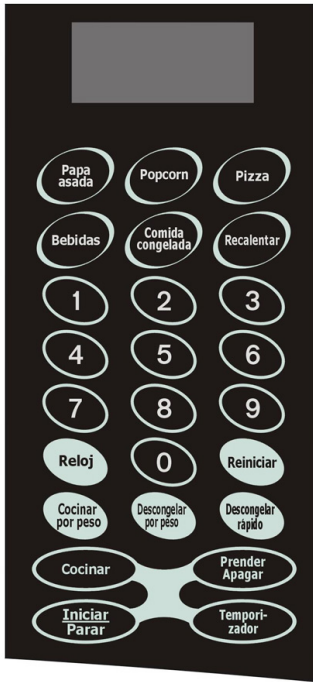 Papa
asada
Popcorn
Pizza
Bebidas
Comida
congelada
Recalentar
1
2
3
4
5
6
7
8
9
Reloj
0
Reiniciar
Cocinar
por peso
Descongelar
por peso
Descongelar
ràpido
Cocinar
Prender
Apagar
Iniciar
Parar
Tempori-
zador